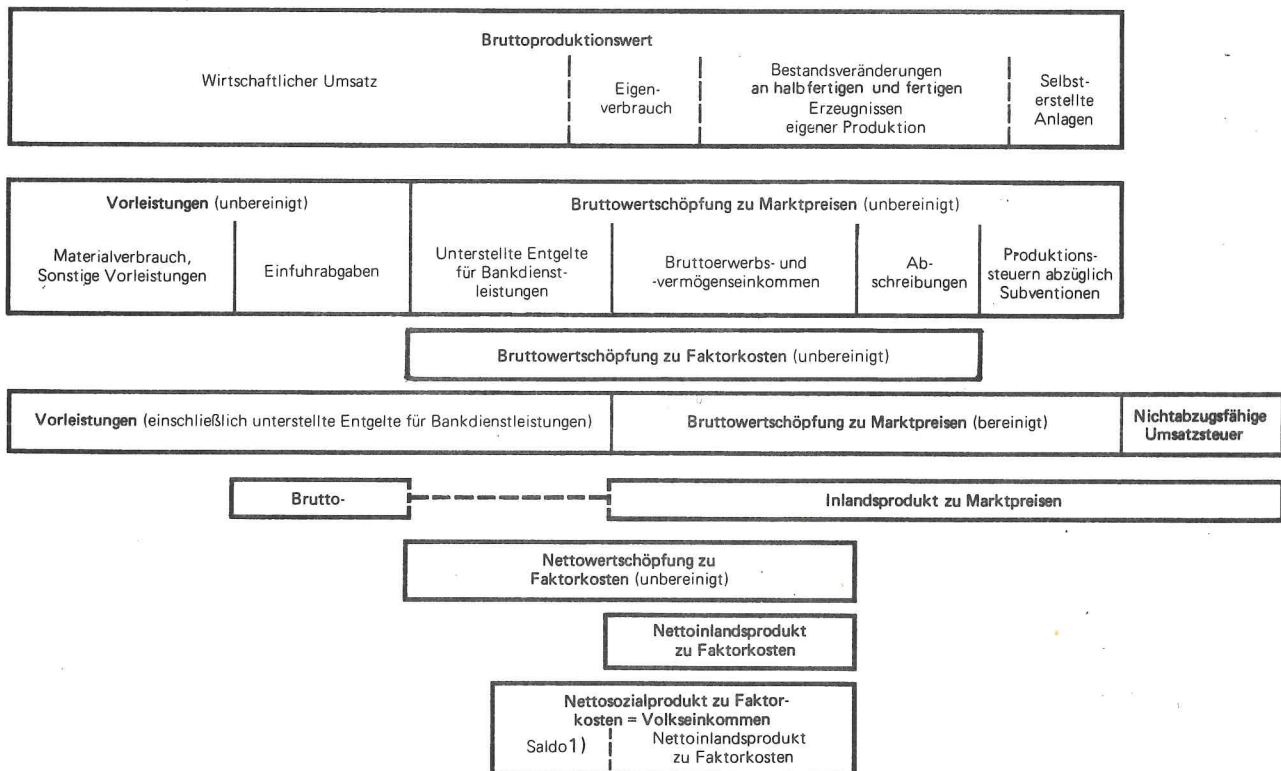 Bruttoproduktionswert
Wirtschaftlicher Umsatz
Eigen-
verbrauch
Bestandsveränderungen
an halbfertigen und fertigen
Erzeugnissen
eigener Produktion
Selbst-
erstellte
Anlagen
Vorleistungen (unbereinigt)
Bruttowertschöpfung zu Marktpreisen (unbereinigt)
Materialverbrauch,
Sonstige Vorleistungen
Einfuhrabgaben
Unterstellte Entgelte
für Bankdienst-
leistungen
Bruttoerwerbs- und
-vermögenseinkommen
Ab-
schreibungen
Produktions-
steuern abzüglich
Subventionen
Bruttowertschöpfung zu Faktorkosten (unbereinigt)
Vorleistungen (einschließlich unterstellte Entgelte für Bankdienstleistungen)
Bruttowertschöpfung zu Marktpreisen (bereinigt)
Nichtabzugsfähige
Umsatzsteuer
Brutto-
Inlandsprodukt zu Marktpreisen
Nettowertschöpfung zu
Faktorkosten (unbereinigt)
Nettoinlandsprodukt
zu Faktorkosten
Nettosozialprodukt zu Faktor-
kosten = Volkseinkommen
Saldo1)
Nettoinlandsprodukt
zu Faktorkosten